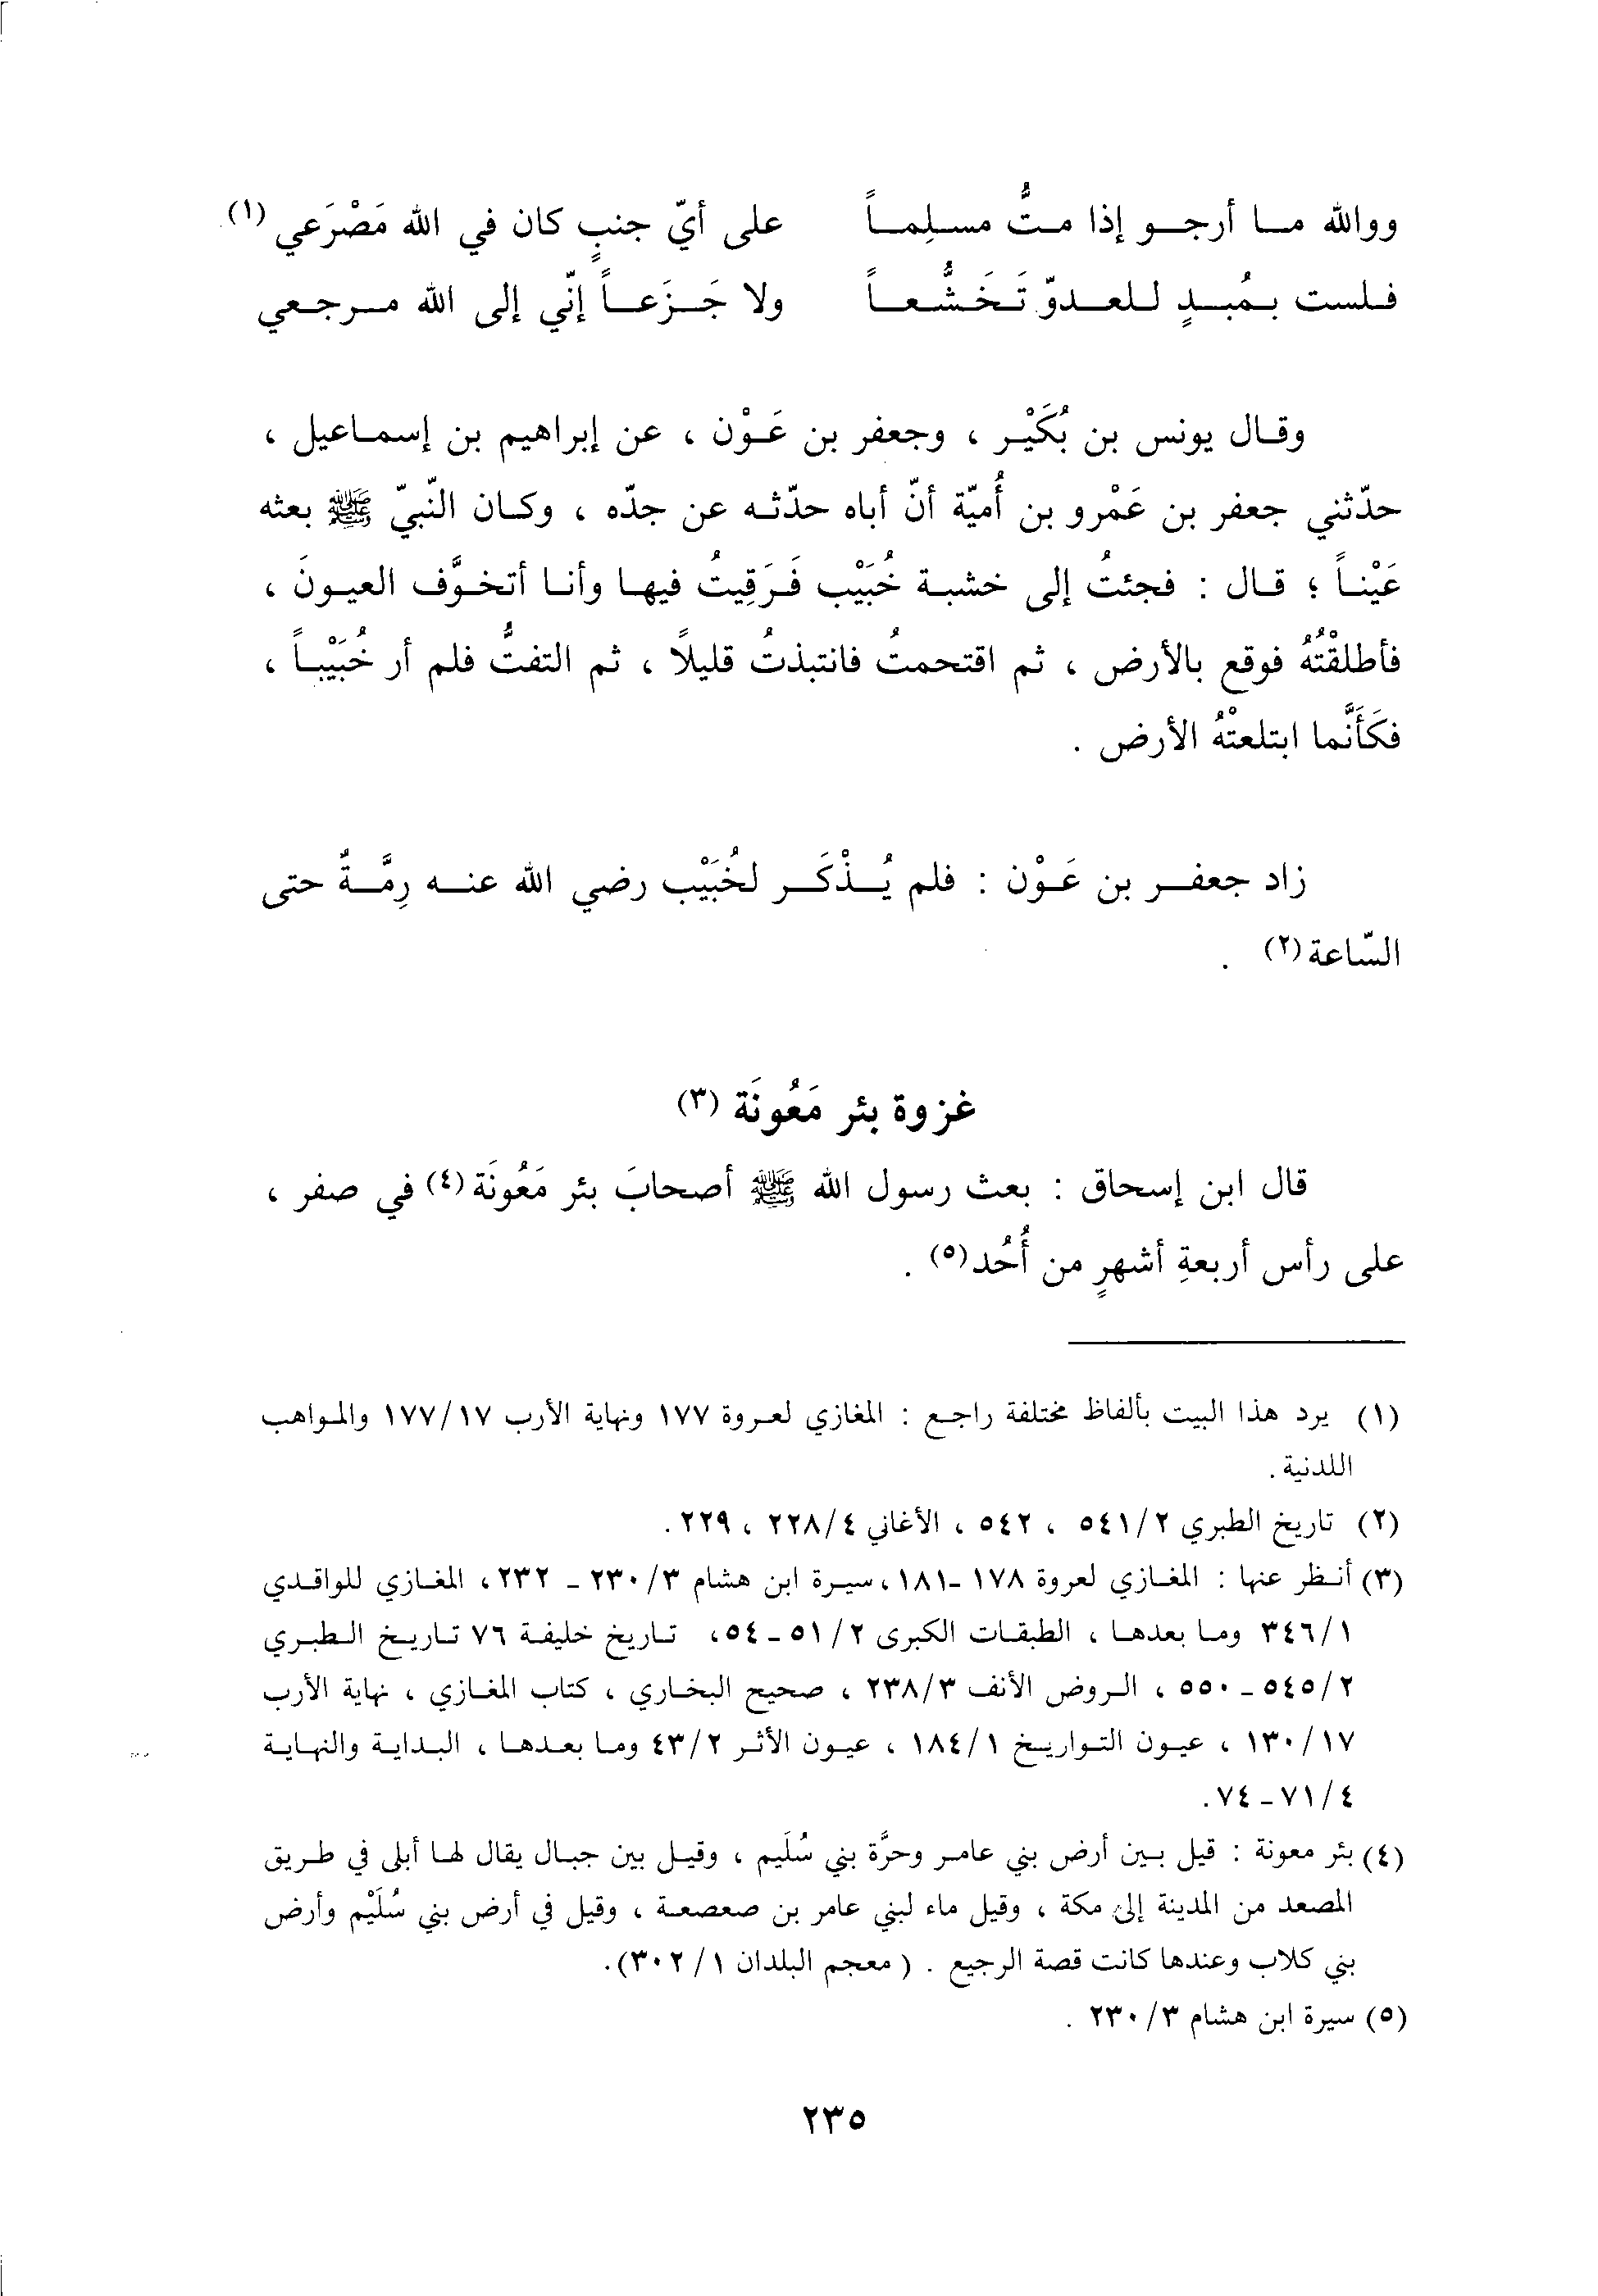 ووالله ما أرجو إذا متُّ مسلِماً على أيّ جنبٍ كان في الله مَصْرَعي (١)
فلست بمُبدٍ للعدوّ تَخَشُّعاً ولا جَزَعاً إنّي إلى الله مرجعي
وقال يونس بن بُكَيْر ، وجعفر بن عَوْن ، عن إبراهيم بن إسماعيل ،
حدّثني جعفر بن عَمْرو بن أُميّة أنّ أباه حدّثه عن جدّه ، وكان النّبيّ ﷺ بعثه
عَيْناً ؛ قال : فجئتُ إلى خشبة خُبَيْب فَرَقِيتُ فيها وأنا أتخوَّف العيونَ ،
فأطلقْتُهُ فوقع بالأرض ، ثم اقتحمتُ فانتبذتُ قليلاً ، ثم التفتُّ فلم أر خُبَيْباً ،
فكَأَنَّما ابتلعتْهُ الأرض .
زاد جعفر بن عَوْن : فلم يُذْكَر لخُبَيْب رضي الله عنه رِمَّةٌ حتى
السّاعة (٢) .
غزوة بئر مَعُونَة (٣)
قال ابن إسحاق : بعث رسول الله ﷺ أصحابَ بئر مَعُونَة (٤) في صفر ،
على رأس أربعةِ أشهرٍ من أُحُد (٥) .
(١) يرد هذا البيت بألفاظ مختلفة راجع : المغازي لعروة ١٧٧ ونهاية الأرب ١٧٧/١٧ والمواهب
اللدنية .
(٢) تاريخ الطبري ٥٤١/٢ ، ٥٤٢ ، الأغاني ٢٢٨/٤ ، ٢٢٩ .
(٣) أنظر عنها : المغازي لعروة ١٧٨ -١٨١ ، سيرة ابن هشام ٢٣٠/٣ - ٢٣٢ ، المغازي للواقدي
٣٤٦/١ وما بعدها ، الطبقات الكبرى ٥١/٢ - ٥٤ ، تاريخ خليفة ٧٦ تاريخ الطبري
٥٤٥/٢ - ٥٥٠ ، الروض الأنف ٢٣٨/٣ ، صحيح البخاري ، كتاب المغازي ، نهاية الأرب
١٣٠/١٧ ، عيون التواريخ ١٨٤/١ ، عيون الأثر ٤٣/٢ وما بعدها ، البداية والنهاية
٧١/٤ - ٧٤ .
(٤) بئر معونة : قيل بين أرض بني عامر وحرَّة بني سُلَيم ، وقيل بين جبال يقال لها أبلى في طريق
المصعد من المدينة إلى مكة ، وقيل ماء لبني عامر بن صعصعة ، وقيل في أرض بني سُلَيْم وأرض
بني كلاب وعندها كانت قصة الرجيع . ( معجم البلدان ٣٠٢/١ ) .
(٥) سيرة ابن هشام ٢٣٠/٣ .
٢٣٥